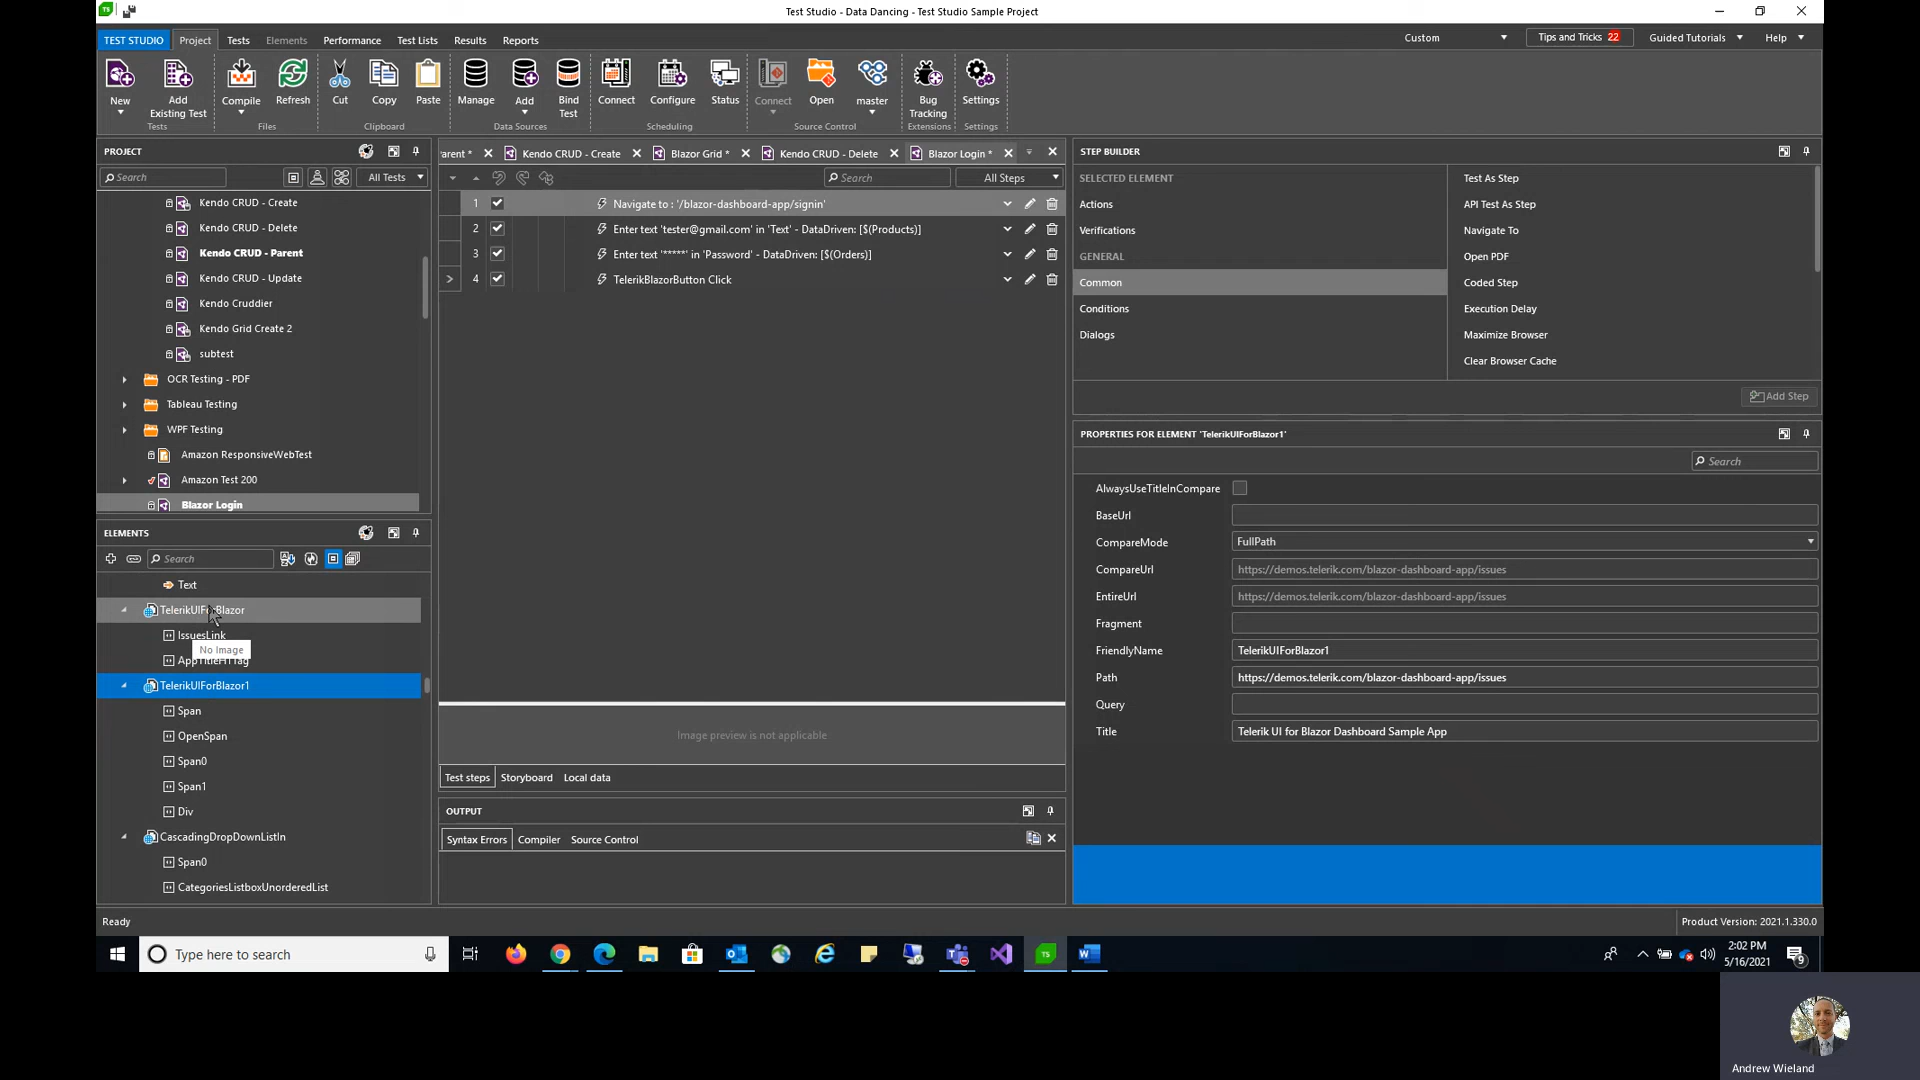 Test Studio - Data Dancing - Test Studio Sample Project
TEST STUDIO Project Tests Elements Performance Test Lists Results Reports
Custom Tips and Tricks 22 Guided Tutorials Help
New Add Existing Test Compile Refresh Cut Copy Paste Manage Add Bind Test Connect Configure Status Connect Open master Bug Tracking Settings
Tests Files Clipboard Data Sources Scheduling Source Control Extensions Settings
PROJECT
Search All Tests
Kendo CRUD - Create
Kendo CRUD - Delete
Kendo CRUD - Parent
Kendo CRUD - Update
Kendo Cruddier
Kendo Grid Create 2
subtest
OCR Testing - PDF
Tableau Testing
WPF Testing
Amazon ResponsiveWebTest
Amazon Test 200
Blazor Login
ELEMENTS
Search
Text
TelerikUIForBlazor
IssuesLink
No Image
AppTitleH1Tag
TelerikUIForBlazor1
Span
OpenSpan
Span0
Span1
Div
CascadingDropDownListIn
Span0
CategoriesListboxUnorderedList
arent * Kendo CRUD - Create Blazor Grid * Kendo CRUD - Delete Blazor Login *
Search All Steps
1 Navigate to : '/blazor-dashboard-app/signin'
2 Enter text 'tester@gmail.com' in 'Text' - DataDriven: [$(Products)]
3 Enter text '*****' in 'Password' - DataDriven: [$(Orders)]
4 TelerikBlazorButton Click
Image preview is not applicable
Test steps Storyboard Local data
OUTPUT
Syntax Errors Compiler Source Control
STEP BUILDER
SELECTED ELEMENT
Actions
Verifications
GENERAL
Common
Conditions
Dialogs
Test As Step
API Test As Step
Navigate To
Open PDF
Coded Step
Execution Delay
Maximize Browser
Clear Browser Cache
Add Step
PROPERTIES FOR ELEMENT 'TelerikUIForBlazor1'
Search
AlwaysUseTitleInCompare
BaseUrl
CompareMode FullPath
CompareUrl https://demos.telerik.com/blazor-dashboard-app/issues
EntireUrl https://demos.telerik.com/blazor-dashboard-app/issues
Fragment
FriendlyName TelerikUIForBlazor1
Path https://demos.telerik.com/blazor-dashboard-app/issues
Query
Title Telerik UI for Blazor Dashboard Sample App
Ready
Product Version: 2021.1.330.0
Type here to search
TS
2:02 PM
5/16/2021
9
Andrew Wieland